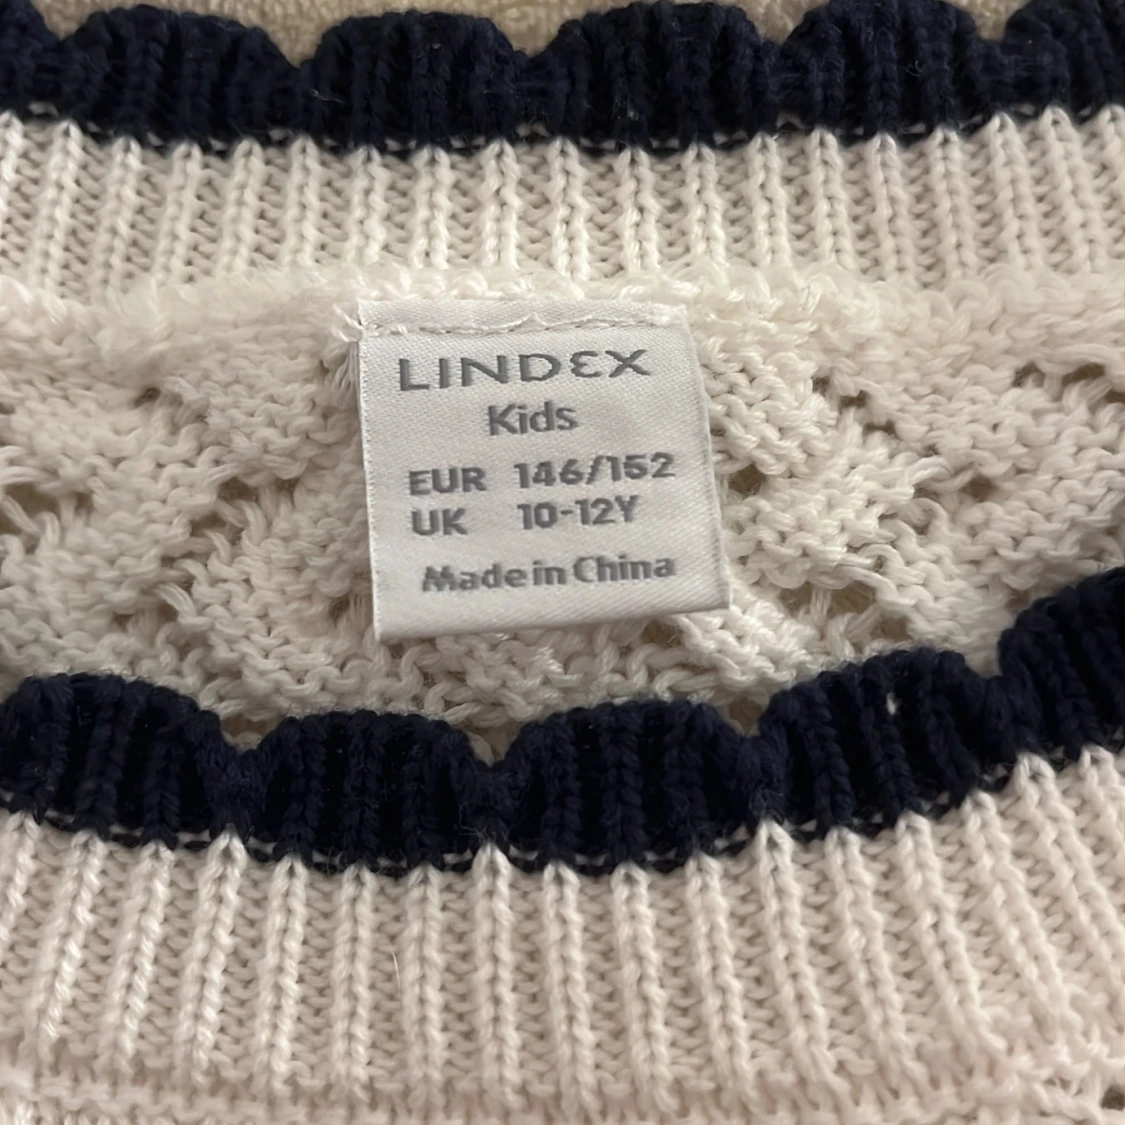 LINDEX
Kids
EUR 146/152
UK 10-12Y
Made in China